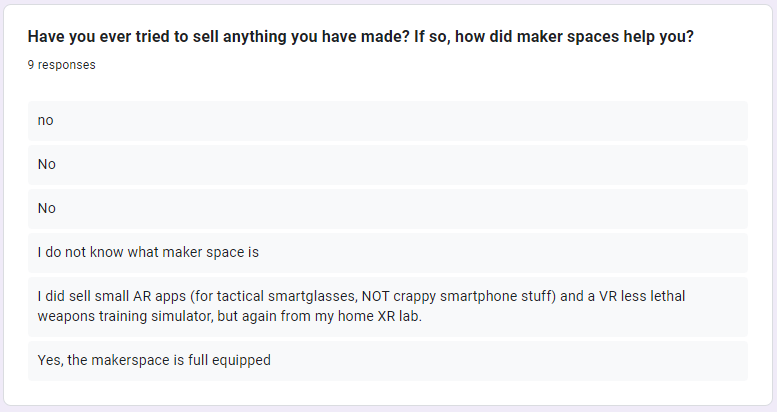 Have you ever tried to sell anything you have made? If so, how did maker spaces help you?
9 responses
no
No
No
I do not know what maker space is
I did sell small AR apps (for tactical smartglasses, NOT crappy smartphone stuff) and a VR less lethal
weapons training simulator, but again from my home XR lab.
Yes, the makerspace is full equipped